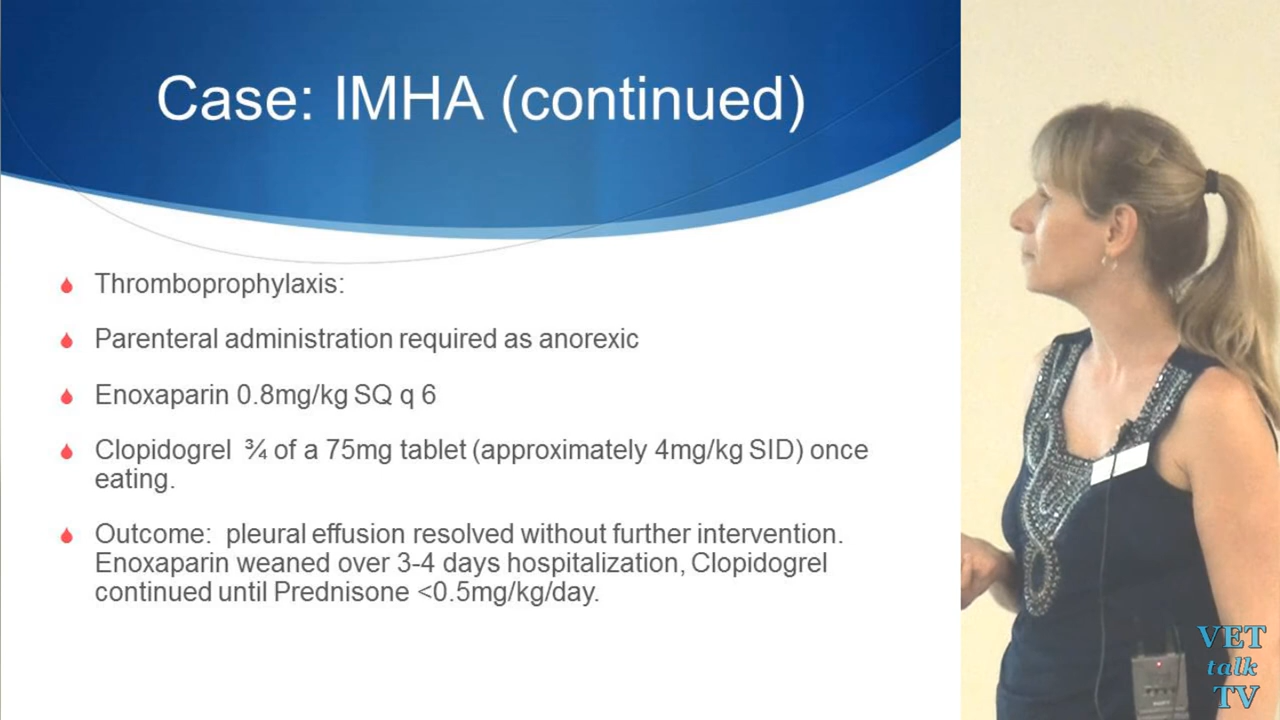 Case: IMHA (continued)
Thromboprophylaxis:
Parenteral administration required as anorexic
Enoxaparin 0.8mg/kg SQ q 6
Clopidogrel ¾ of a 75mg tablet (approximately 4mg/kg SID) once
eating.
Outcome: pleural effusion resolved without further intervention.
Enoxaparin weaned over 3-4 days hospitalization, Clopidogrel
continued until Prednisone <0.5mg/kg/day.
VET
talk
TV